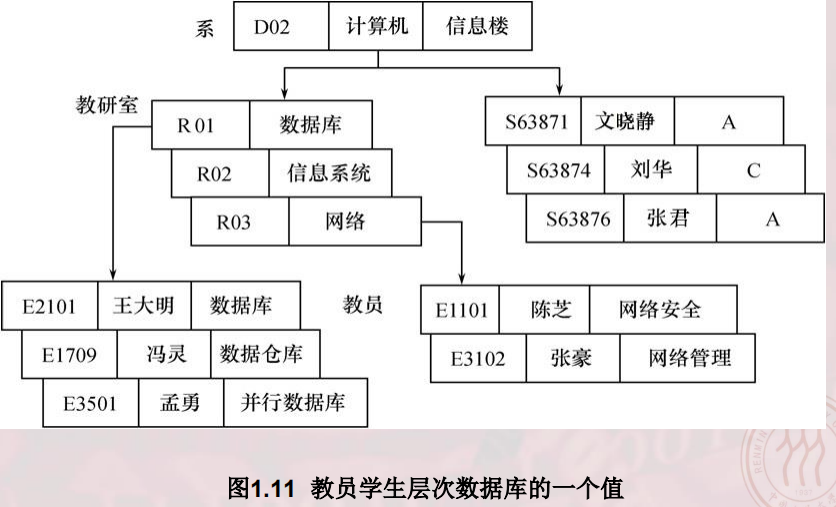 系 D02 计算机 信息楼
教研室 R01 数据库
R02 信息系统
R03 网络
S63871 文晓静 A
S63874 刘华 C
S63876 张君 A
E2101 王大明 数据库
E1709 冯灵 数据仓库
E3501 孟勇 并行数据库
教员 E1101 陈芝 网络安全
E3102 张豪 网络管理
图1.11 教员学生层次数据库的一个值